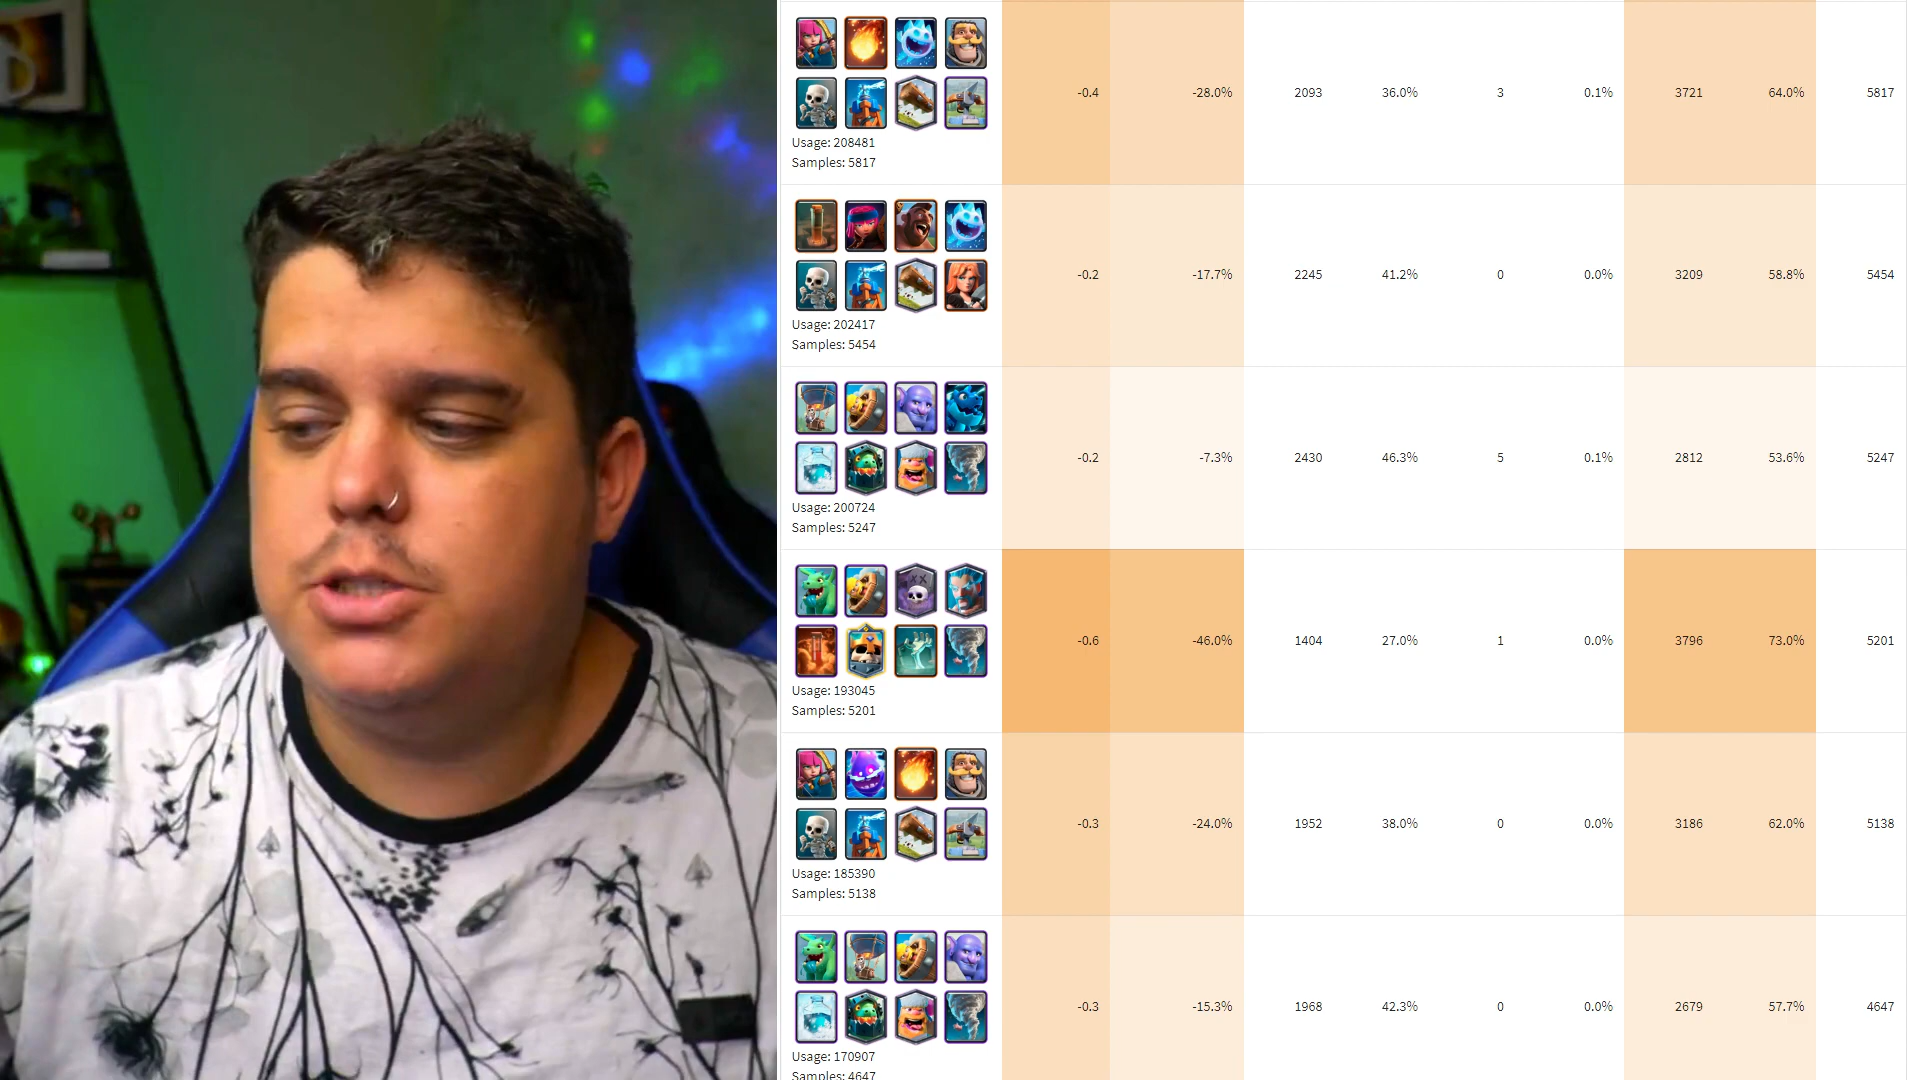 -0.4 -28.0% 2093 36.0% 3 0.1% 3721 64.0% 5817
Usage: 208481
Samples: 5817
-0.2 -17.7% 2245 41.2% 0 0.0% 3209 58.8% 5454
Usage: 202417
Samples: 5454
-0.2 -7.3% 2430 46.3% 5 0.1% 2812 53.6% 5247
Usage: 200724
Samples: 5247
-0.6 -46.0% 1404 27.0% 1 0.0% 3796 73.0% 5201
Usage: 193045
Samples: 5201
-0.3 -24.0% 1952 38.0% 0 0.0% 3186 62.0% 5138
Usage: 185390
Samples: 5138
-0.3 -15.3% 1968 42.3% 0 0.0% 2679 57.7% 4647
Usage: 170907
Samples: 4647